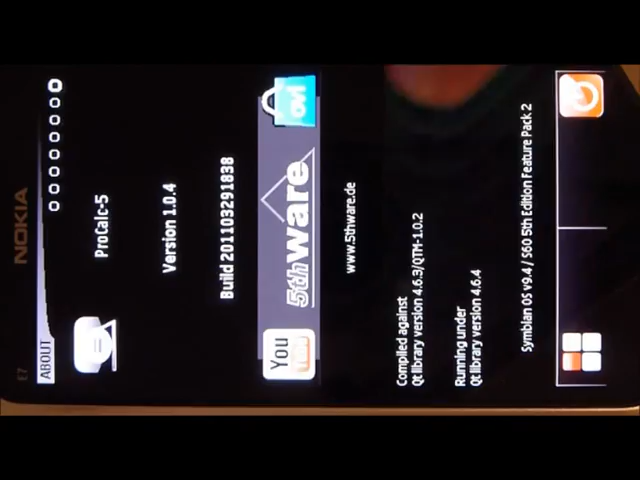 NOKIA
E7
ABOUT
ProCalc-5
Version 1.0.4
Build 201103291838
You
5thware
ovi
www.5thware.de
Compiled against
Qt library version 4.6.3/QTM-1.0.2
Running under
Qt library version 4.6.4
Symbian OS v9.4 / S60 5th Edition Feature Pack 2